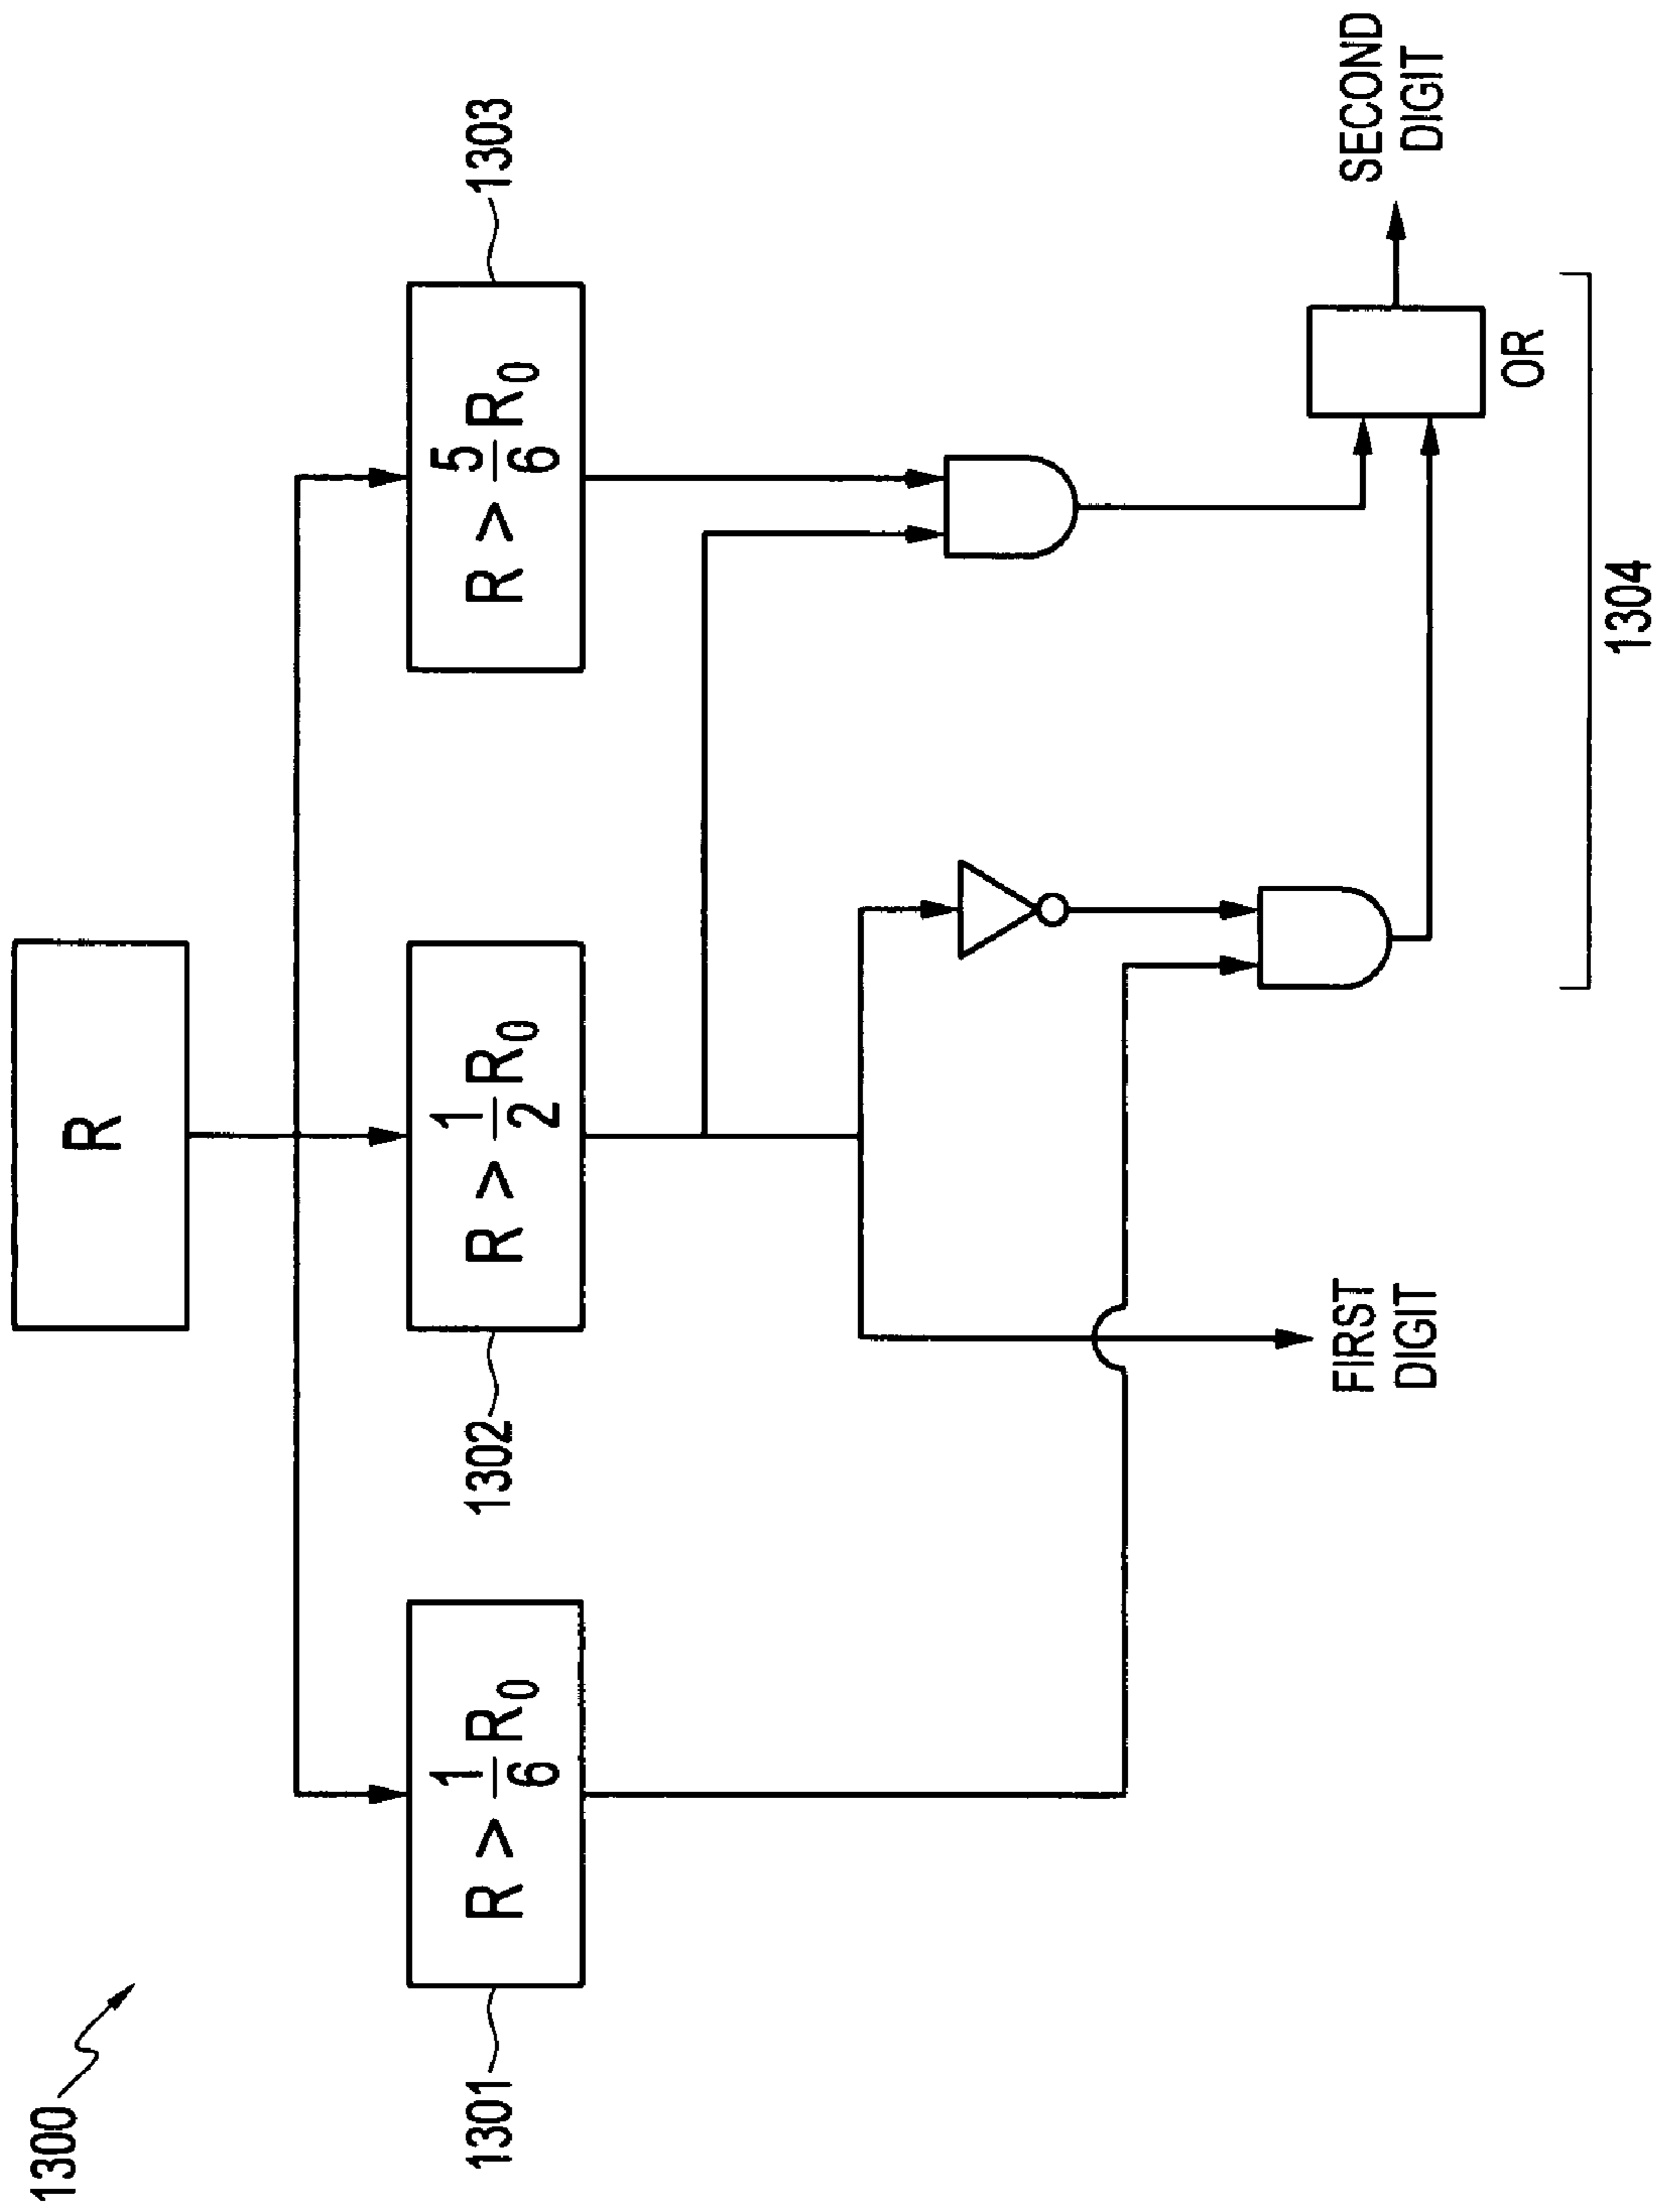 1300
R
R > 1/6 R₀
R > 1/2 R₀
R > 5/6 R₀
1301
1302
1303
FIRST
DIGIT
SECOND
DIGIT
OR
1304